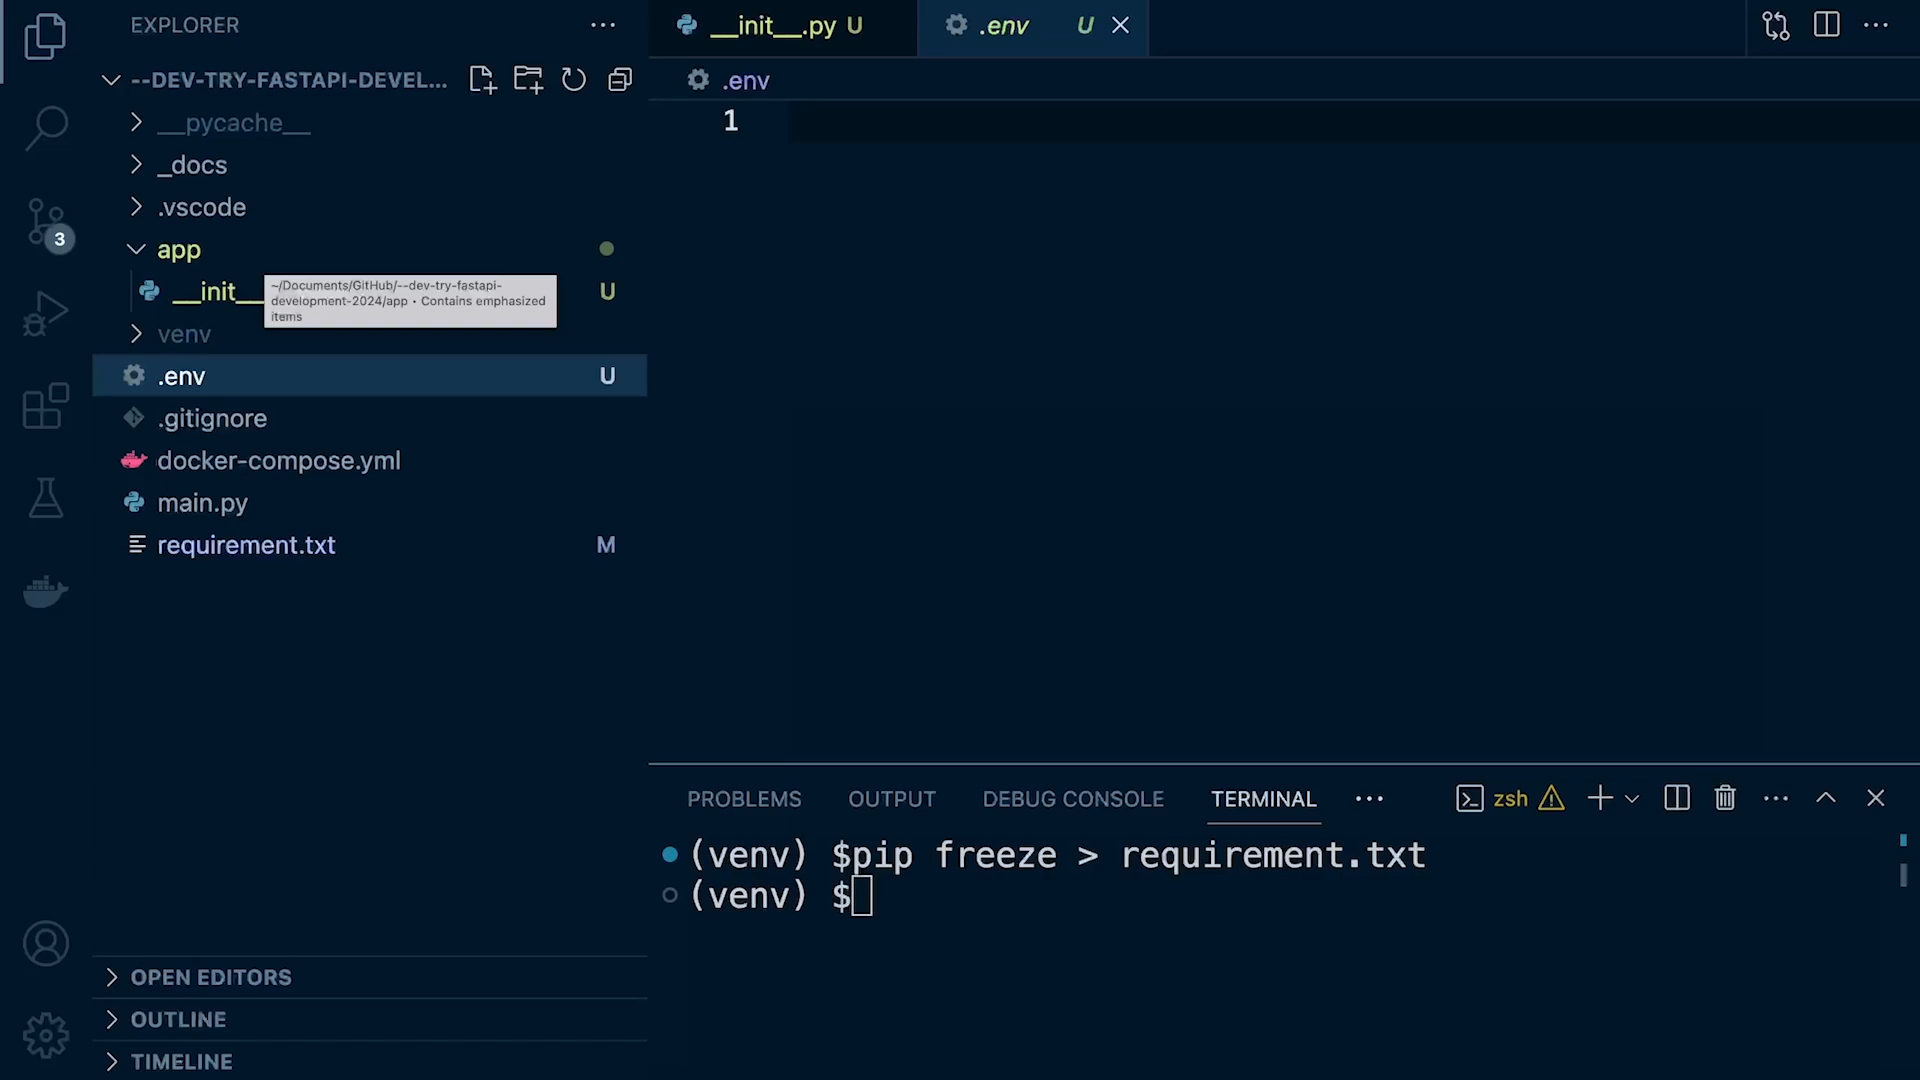 EXPLORER
--DEV-TRY-FASTAPI-DEVEL...
__pycache__
_docs
.vscode
app
__init__
U
~/Documents/GitHub/--dev-try-fastapi-
development-2024/app • Contains emphasized
items
venv
.env U
.gitignore
docker-compose.yml
main.py
requirement.txt M
3
OPEN EDITORS
OUTLINE
TIMELINE
__init__.py U
.env U
.env
1
PROBLEMS OUTPUT DEBUG CONSOLE TERMINAL ... zsh
(venv) $pip freeze > requirement.txt
(venv) $